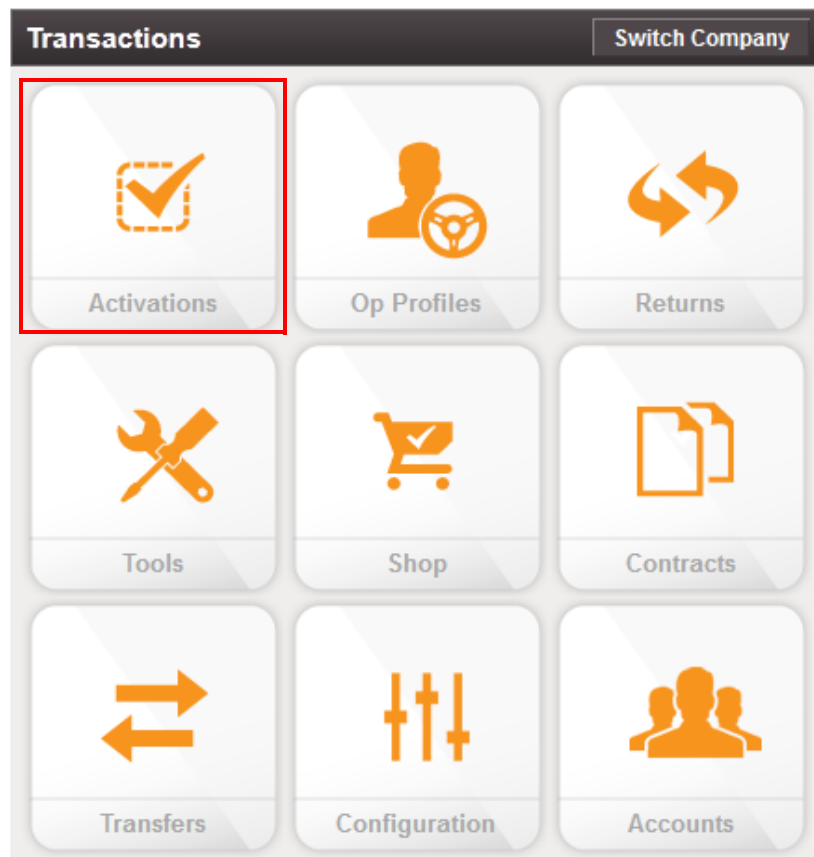 Transactions Switch Company
Activations Op Profiles Returns
Tools Shop Contracts
Transfers Configuration Accounts